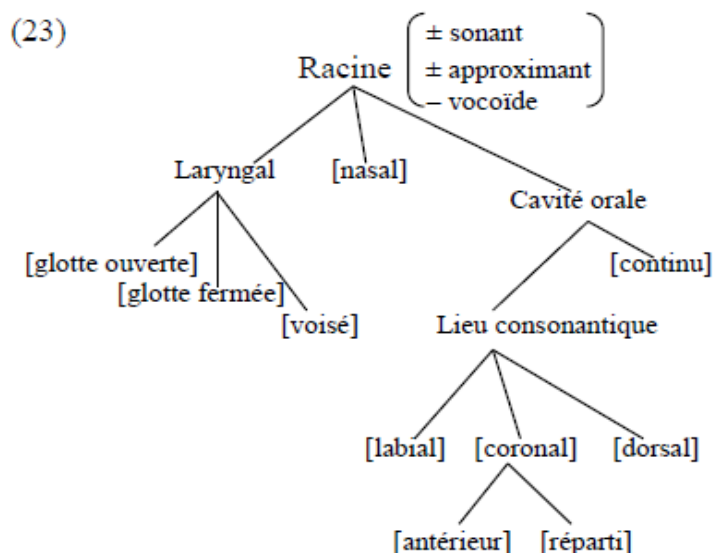 (23)
± sonant
Racine ± approximant
– vocoïde
Laryngal [nasal]
Cavité orale
[glotte ouverte] [continu]
[glotte fermée]
[voisé] Lieu consonantique
[labial] [coronal] [dorsal]
[antérieur] [réparti]